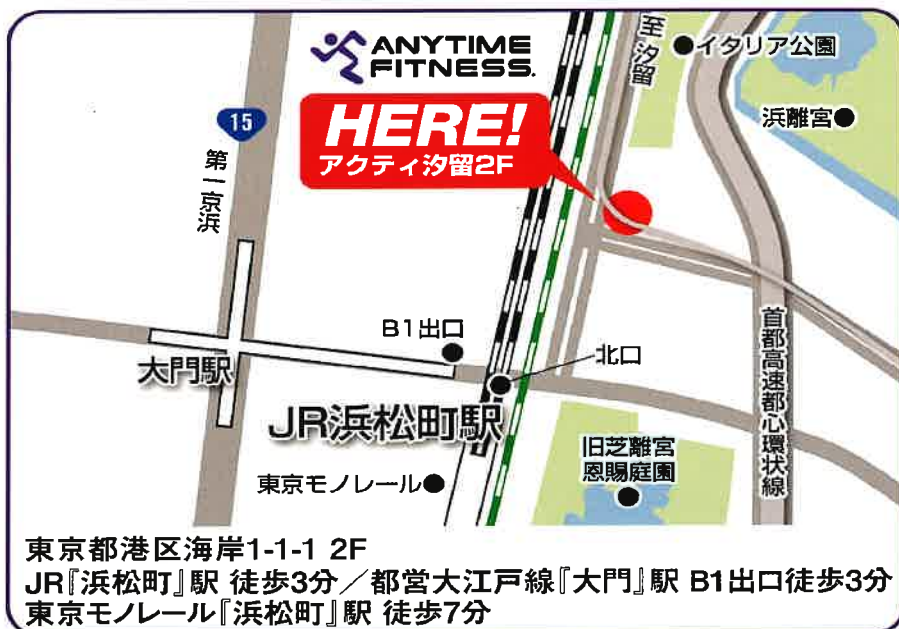 ANYTIME
FITNESS.
HERE!
アクティ汐留2F
至汐留
イタリア公園
浜離宮
15
第一京浜
B1出口
大門駅
北口
JR浜松町駅
首都高速都心環状線
旧芝離宮
恩賜庭園
東京モノレール
東京都港区海岸1-1-1 2F
JR『浜松町』駅 徒歩3分／都営大江戸線『大門』駅 B1出口徒歩3分
東京モノレール『浜松町』駅 徒歩7分